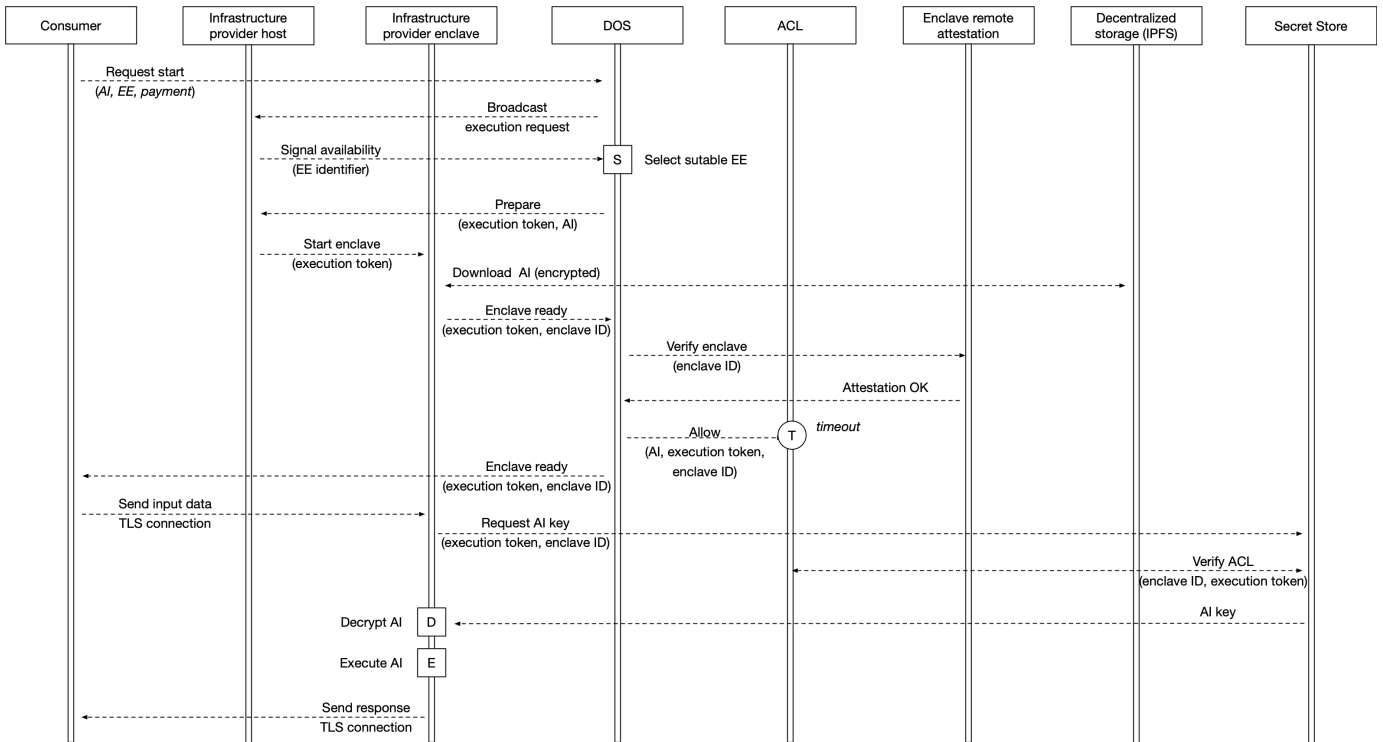 Consumer
Infrastructure
provider host
Infrastructure
provider enclave
DOS
ACL
Enclave remote
attestation
Decentralized
storage (IPFS)
Secret Store
Request start
(AI, EE, payment)
Broadcast
execution request
Signal availability
(EE identifier)
S
Select sutable EE
Prepare
(execution token, AI)
Start enclave
(execution token)
Download AI (encrypted)
Enclave ready
(execution token, enclave ID)
Verify enclave
(enclave ID)
Attestation OK
Allow
(AI, execution token,
enclave ID)
T
timeout
Enclave ready
(execution token, enclave ID)
Send input data
TLS connection
Request AI key
(execution token, enclave ID)
Verify ACL
(enclave ID, execution token)
AI key
Decrypt AI
D
Execute AI
E
Send response
TLS connection